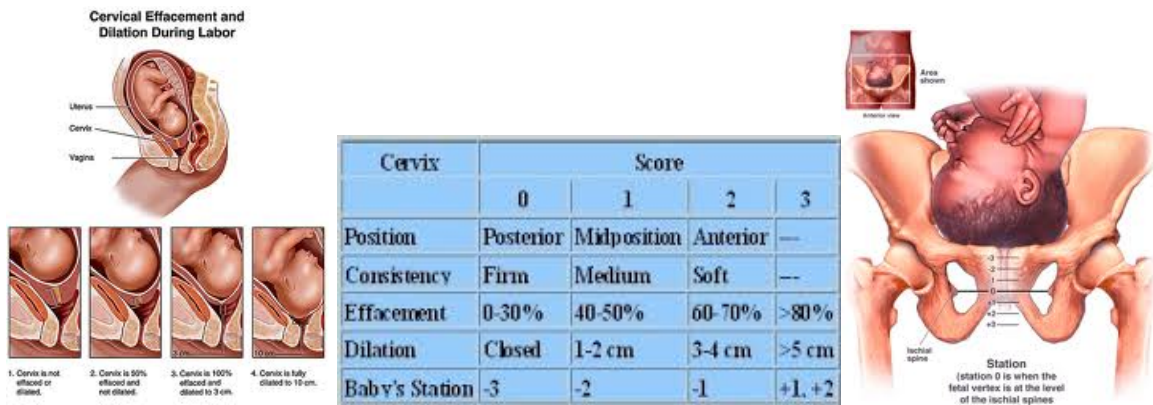 Cervical Effacement and
Dilation During Labor
Uterus
Cervix
Vagina
1. Cervix is not
effaced or
dilated.
2. Cervix is 50%
effaced and
not dilated.
3 cm
3. Cervix is 100%
effaced and
dilated to 3 cm.
10 cm
4. Cervix is fully
dilated to 10 cm.
Cervix Score
0 1 2 3
Position Posterior Midposition Anterior ---
Consistency Firm Medium Soft ---
Effacement 0-30% 40-50% 60-70% >80%
Dilation Closed 1-2 cm 3-4 cm >5 cm
Baby's Station -3 -2 -1 +1, +2
Area
shown
Anterior view
-3
-2
-1
0
+1
+2
+3
Ischial
spine
Station
(station 0 is when the
fetal vertex is at the level
of the ischial spines